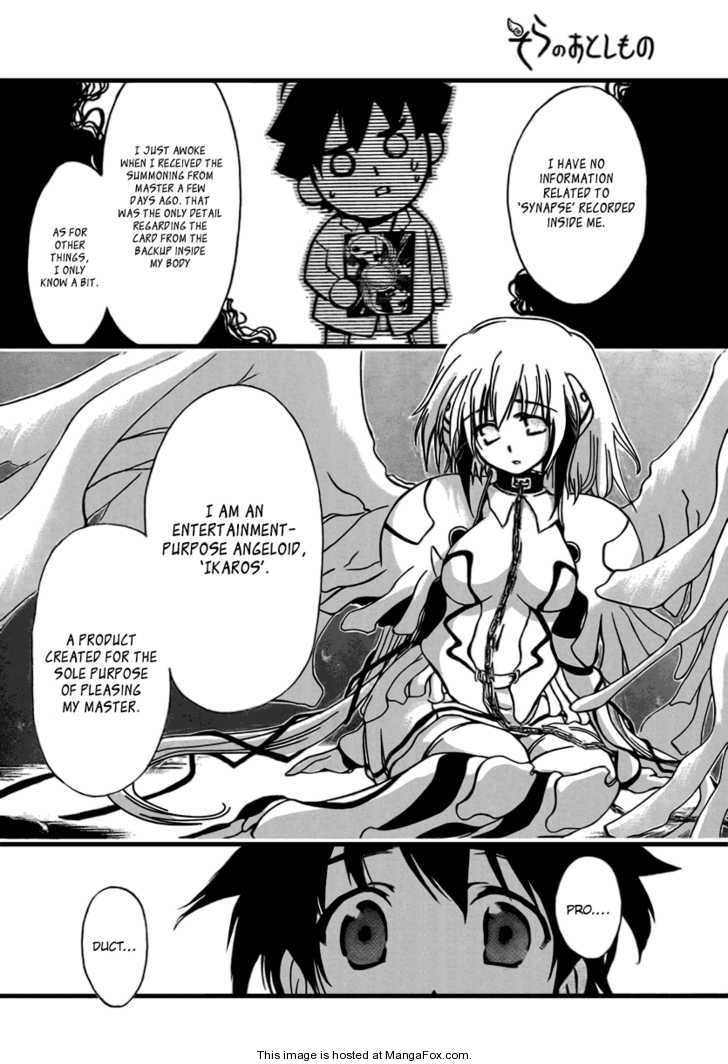 そらのおとしもの
I HAVE NO
INFORMATION
RELATED TO
'SYNAPSE' RECORDED
INSIDE ME.
I JUST AWOKE
WHEN I RECEIVED THE
SUMMONING FROM
MASTER A FEW
DAYS AGO. THAT
WAS THE ONLY DETAIL
REGARDING THE
CARD FROM THE
BACKUP INSIDE
MY BODY
AS FOR
OTHER
THINGS,
I ONLY
KNOW A BIT.
I AM AN
ENTERTAINMENT-
PURPOSE ANGELOID,
'IKAROS'.
A PRODUCT
CREATED FOR THE
SOLE PURPOSE
OF PLEASING
MY MASTER.
PRO....
DUCT...
This image is hosted at MangaFox.com.